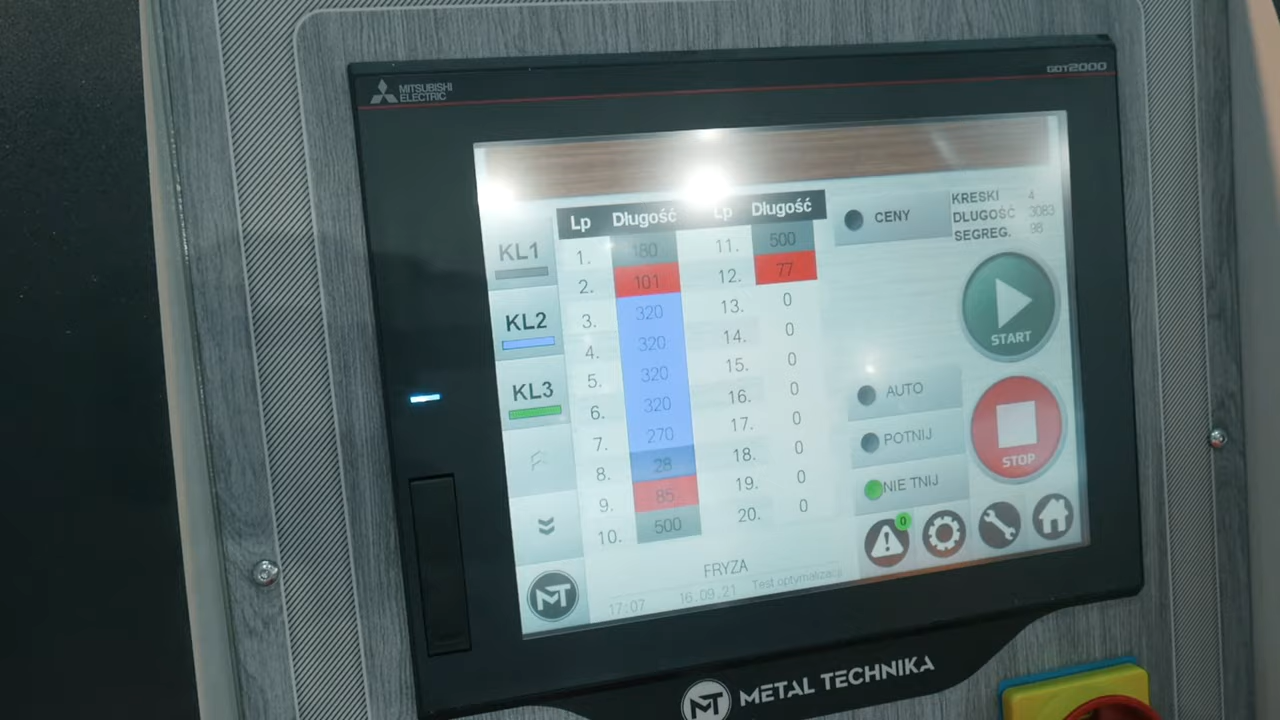 MITSUBISHI
ELECTRIC
GOT2000
Lp Długość Lp Długość
1. 180 11. 500
2. 101 12. 77
3. 320 13. 0
4. 320 14. 0
5. 320 15. 0
6. 320 16. 0
7. 270 17. 0
8. 28 18. 0
9. 85 19. 0
10. 500 20. 0
KL1
KL2
KL3
CENY
KRESKI 4
DŁUGOŚĆ 3083
SEGREG. 98
START
AUTO
POTNIJ
NIE TNIJ
STOP
0
FRYZA
17:07 16.09.21 Test optymalizacji
MT
MT METAL TECHNIKA